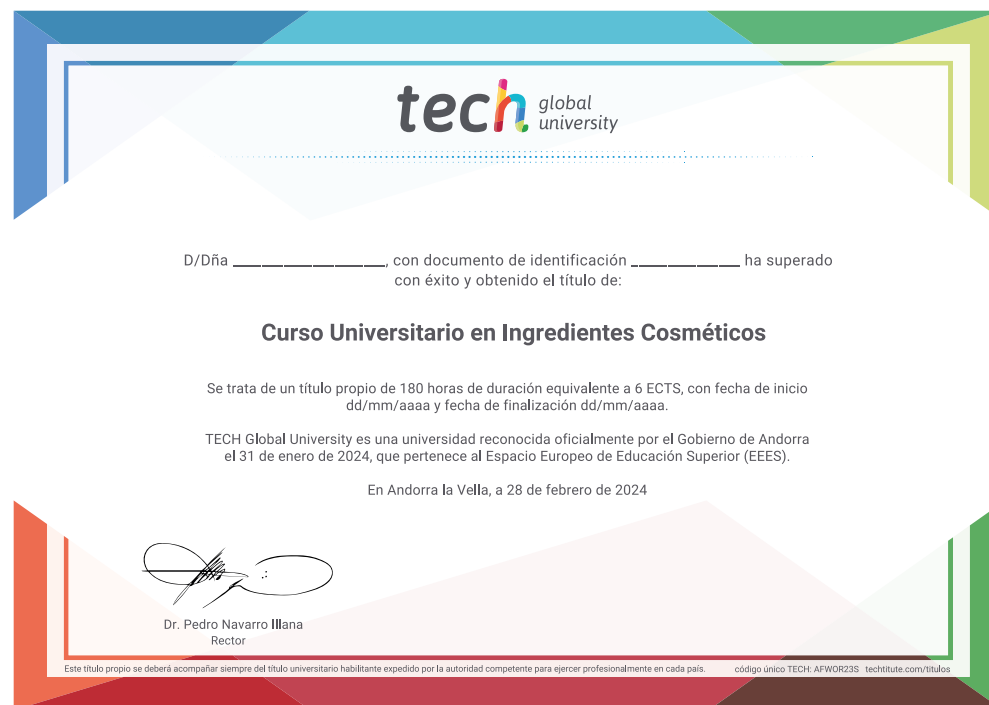 tech global
university
D/Dña _________________, con documento de identificación ____________ ha superado
con éxito y obtenido el título de:
Curso Universitario en Ingredientes Cosméticos
Se trata de un título propio de 180 horas de duración equivalente a 6 ECTS, con fecha de inicio
dd/mm/aaaa y fecha de finalización dd/mm/aaaa.
TECH Global University es una universidad reconocida oficialmente por el Gobierno de Andorra
el 31 de enero de 2024, que pertenece al Espacio Europeo de Educación Superior (EEES).
En Andorra la Vella, a 28 de febrero de 2024
Dr. Pedro Navarro Illana
Rector
Este título propio se deberá acompañar siempre del título universitario habilitante expedido por la autoridad competente para ejercer profesionalmente en cada país. código único TECH: AFWOR23S techtitute.com/titulos